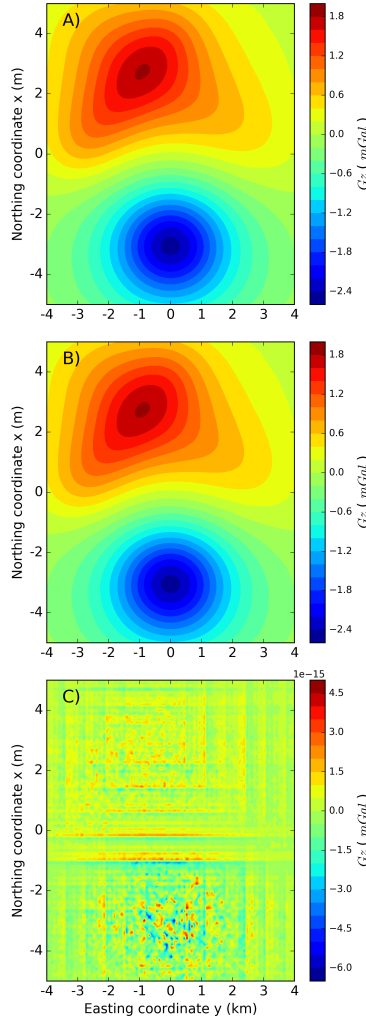 A)
Northing coordinate x (m)
4
2
0
−2
−4
-4 -3 -2 -1 0 1 2 3 4
1.8
1.2
0.6
0.0
−0.6
−1.2
−1.8
−2.4
Gz ( mGal )
B)
Northing coordinate x (m)
4
2
0
−2
−4
-4 -3 -2 -1 0 1 2 3 4
1.8
1.2
0.6
0.0
−0.6
−1.2
−1.8
−2.4
Gz ( mGal )
C)
Northing coordinate x (m)
4
2
0
−2
−4
-4 -3 -2 -1 0 1 2 3 4
Easting coordinate y (km)
1e−15
4.5
3.0
1.5
0.0
−1.5
−3.0
−4.5
−6.0
Gz ( mGal )